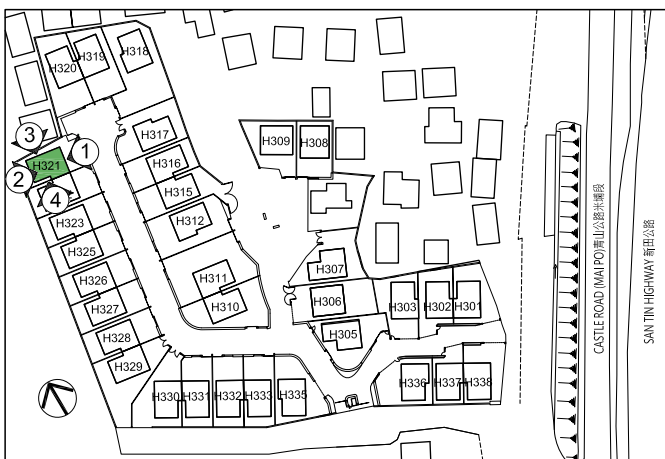 H318
H319
H320
H317
H309
H308
3
1
H321
H316
2
4
H315
H323
H312
H325
H307
H326
H311
H303
H302
H301
H306
H327
H310
H328
H305
H329
H336
H337
H338
H330
H331
H332
H333
H335
CASTLE ROAD (MAI PO)青山公路米埔段
SAN TIN HIGHWAY 新田公路